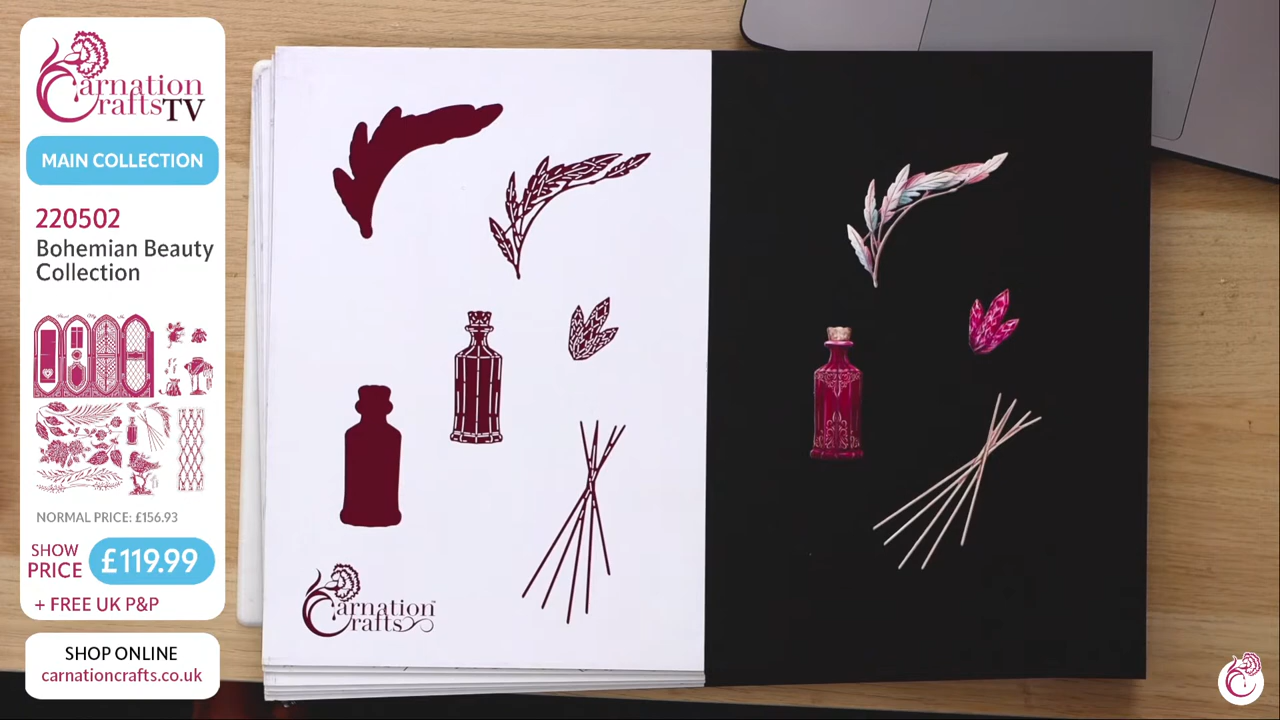 Carnation
Crafts TV
MAIN COLLECTION
220502
Bohemian Beauty
Collection
NORMAL PRICE: £156.93
SHOW
PRICE £119.99
+ FREE UK P&P
SHOP ONLINE
carnationcrafts.co.uk
Carnation
Crafts